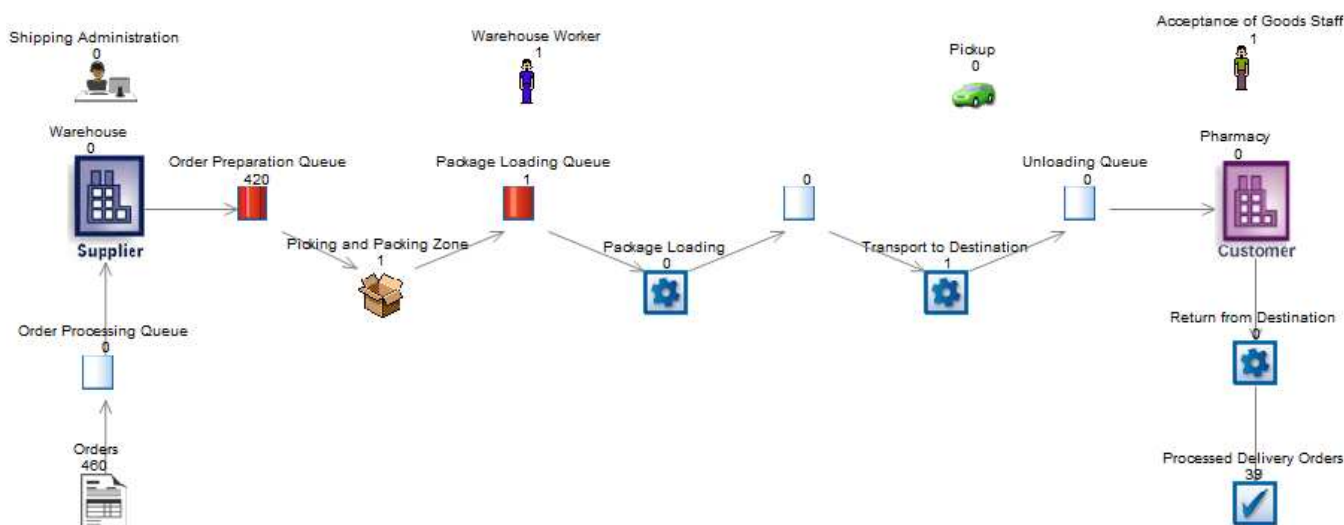 Shipping Administration
0
Warehouse Worker
1
Pickup
0
Acceptance of Goods Staff
1
Warehouse
0
Supplier
Order Preparation Queue
420
Package Loading Queue
1
0
Unloading Queue
0
Pharmacy
0
Customer
Picking and Packing Zone
1
Package Loading
0
Transport to Destination
1
Order Processing Queue
0
Return from Destination
0
Orders
460
Processed Delivery Orders
39